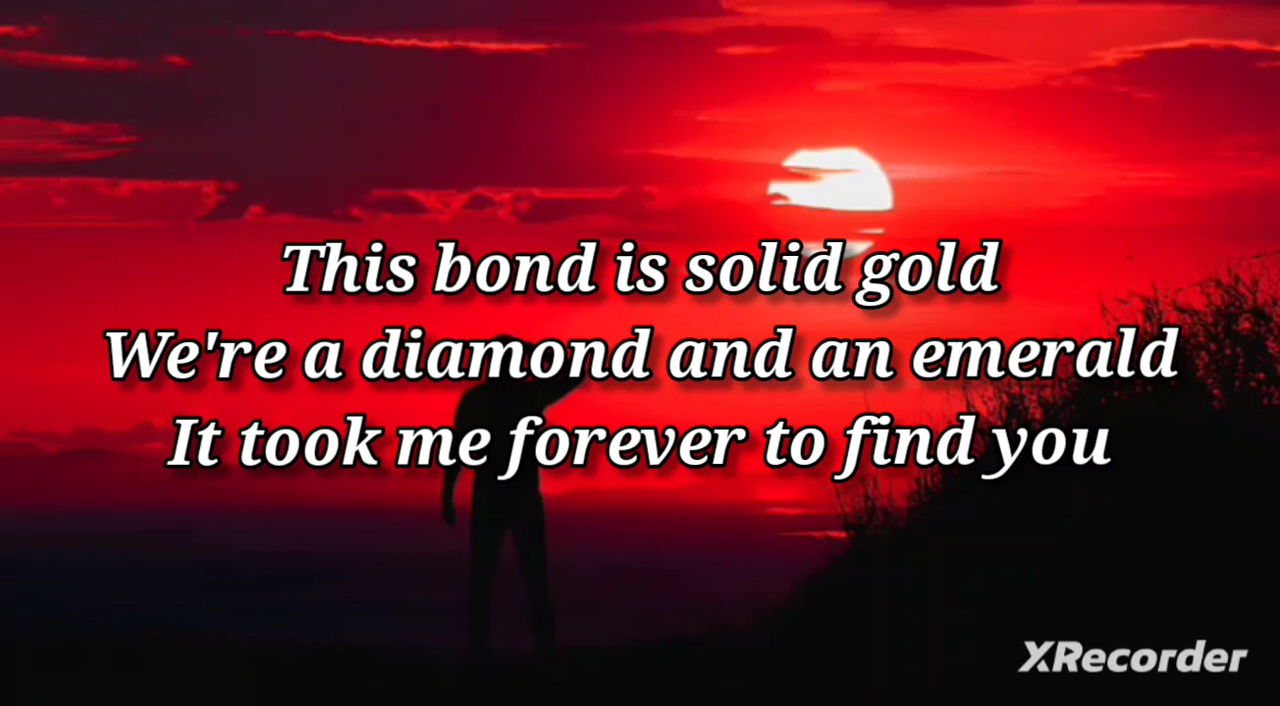 This bond is solid gold
We're a diamond and an emerald
It took me forever to find you
XRecorder